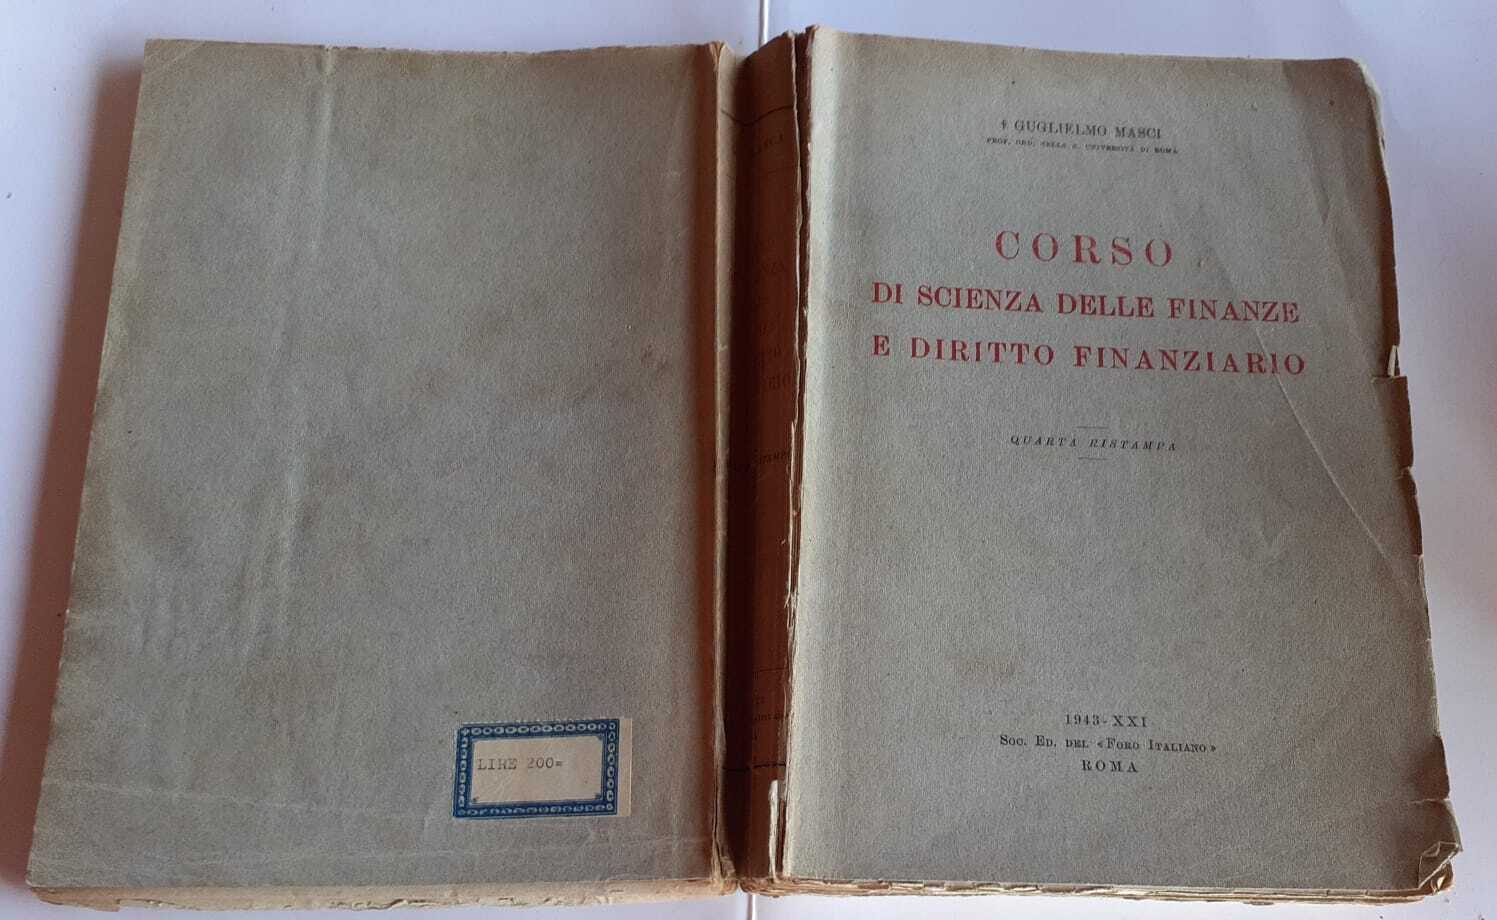 † GUGLIELMO MASCI
PROF. ORD. NELLA R. UNIVERSITÀ DI ROMA
CORSO
DI SCIENZA DELLE FINANZE
E DIRITTO FINANZIARIO
QUARTA RISTAMPA
1943-XXI
SOC. ED. DEL «FORO ITALIANO»
ROMA
LIRE 200=